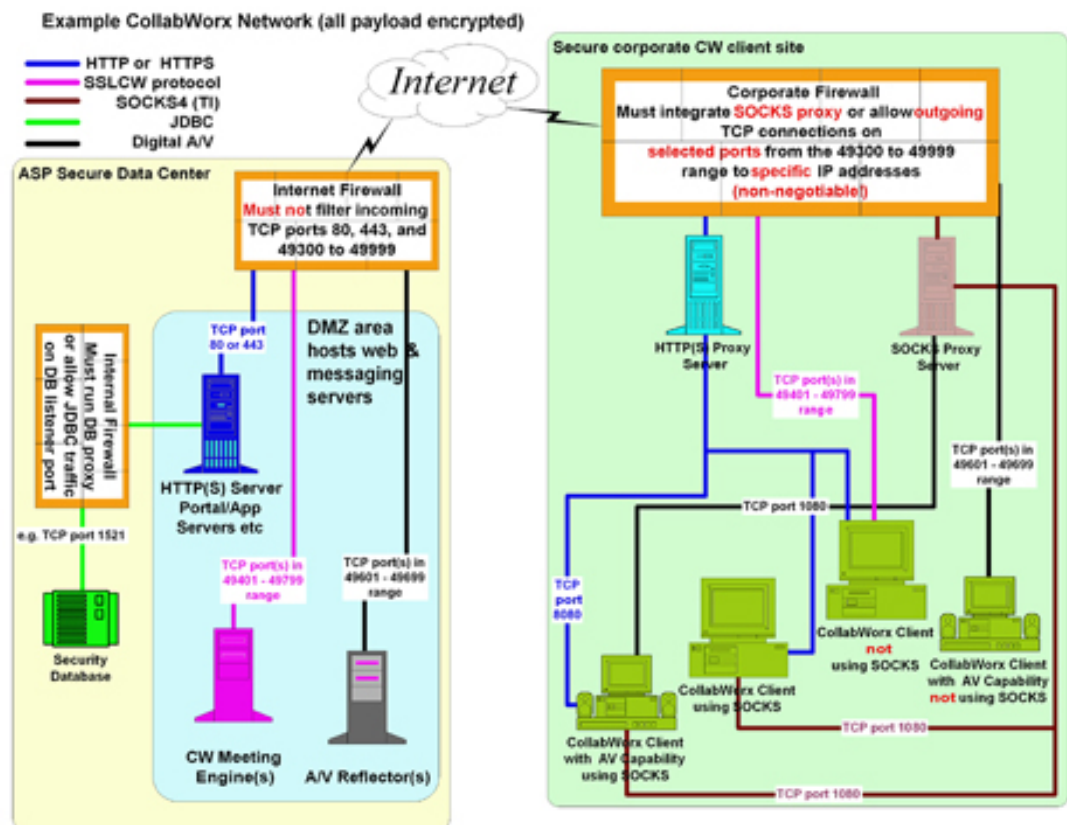 Example CollabWorx Network (all payload encrypted)
HTTP or HTTPS
SSLCW protocol
SOCKS4 (TI)
JDBC
Digital A/V
Internet
ASP Secure Data Center
Internet Firewall
Must not filter incoming
TCP ports 80, 443, and
49300 to 49999
TCP port
80 or 443
DMZ area
hosts web &
messaging
servers
Internal Firewall
Must run DB proxy
or allow JDBC traffic
on DB listener port
HTTP(S) Server
Portal/App
Servers etc
e.g. TCP port 1521
Security
Database
TCP port(s) in
49401 - 49799
range
TCP port(s) in
49601 - 49699
range
CW Meeting
Engine(s)
A/V Reflector(s)
Secure corporate CW client site
Corporate Firewall
Must integrate SOCKS proxy or allow outgoing
TCP connections on
selected ports from the 49300 to 49999
range to specific IP addresses
(non-negotiable!)
HTTP(S) Proxy
Server
SOCKS Proxy
Server
TCP port(s) in
49401 - 49799
range
TCP port(s) in
49601 - 49699
range
TCP port 1080
TCP
port
8080
CollabWorx Client
not
using SOCKS
CollabWorx Client
with AV Capability
not using SOCKS
CollabWorx Client
using SOCKS
TCP port 1080
CollabWorx Client
with AV Capability
using SOCKS
TCP port 1080